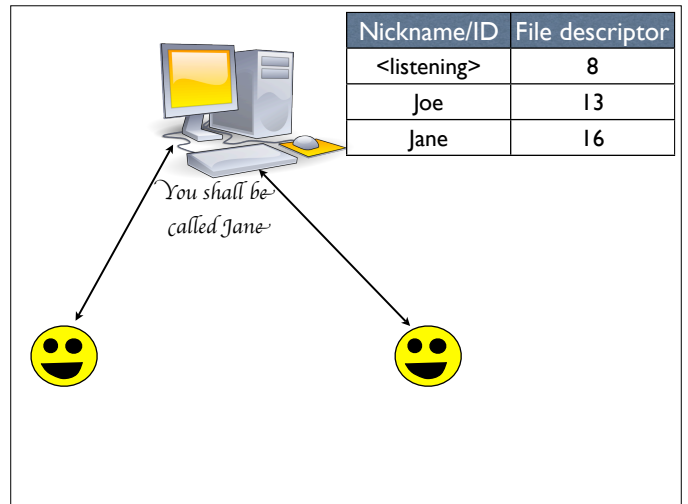 Nickname/ID File descriptor
<listening> 8
Joe 13
Jane 16
You shall be
called Jane